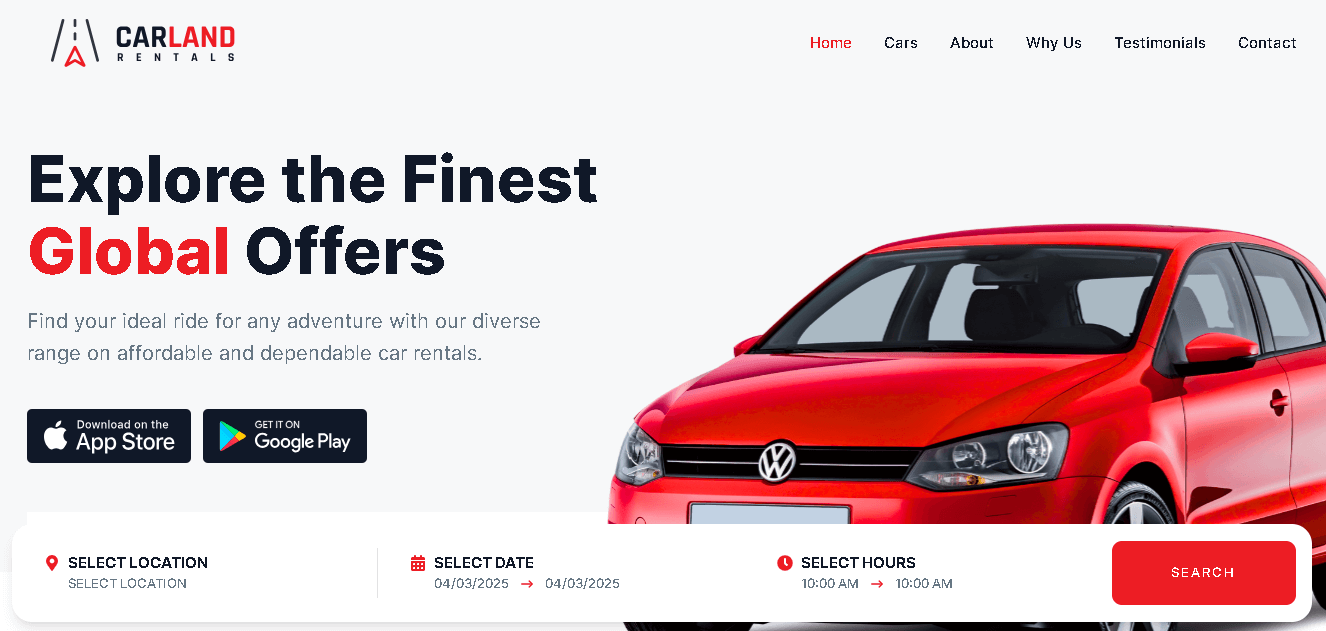 CARLAND
RENTALS
Home Cars About Why Us Testimonials Contact
Explore the Finest
Global Offers
Find your ideal ride for any adventure with our diverse
range on affordable and dependable car rentals.
Download on the
App Store
GET IT ON
Google Play
SELECT LOCATION
SELECT LOCATION
SELECT DATE
04/03/2025 → 04/03/2025
SELECT HOURS
10:00 AM → 10:00 AM
SEARCH